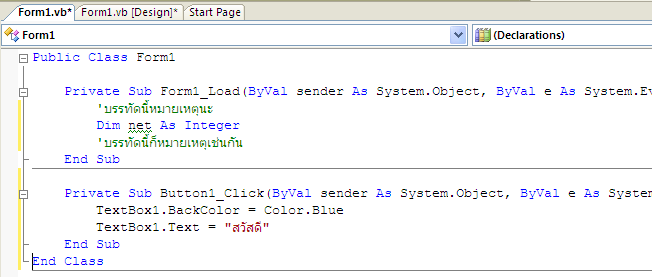 Form1.vb* Form1.vb [Design]* Start Page
Form1 (Declarations)
Public Class Form1
Private Sub Form1_Load(ByVal sender As System.Object, ByVal e As System.Ev
'บรรทัดนี้หมายเหตุนะ
Dim net As Integer
'บรรทัดนี้ก็หมายเหตุเช่นกัน
End Sub
Private Sub Button1_Click(ByVal sender As System.Object, ByVal e As System
TextBox1.BackColor = Color.Blue
TextBox1.Text = "สวัสดี"
End Sub
End Class